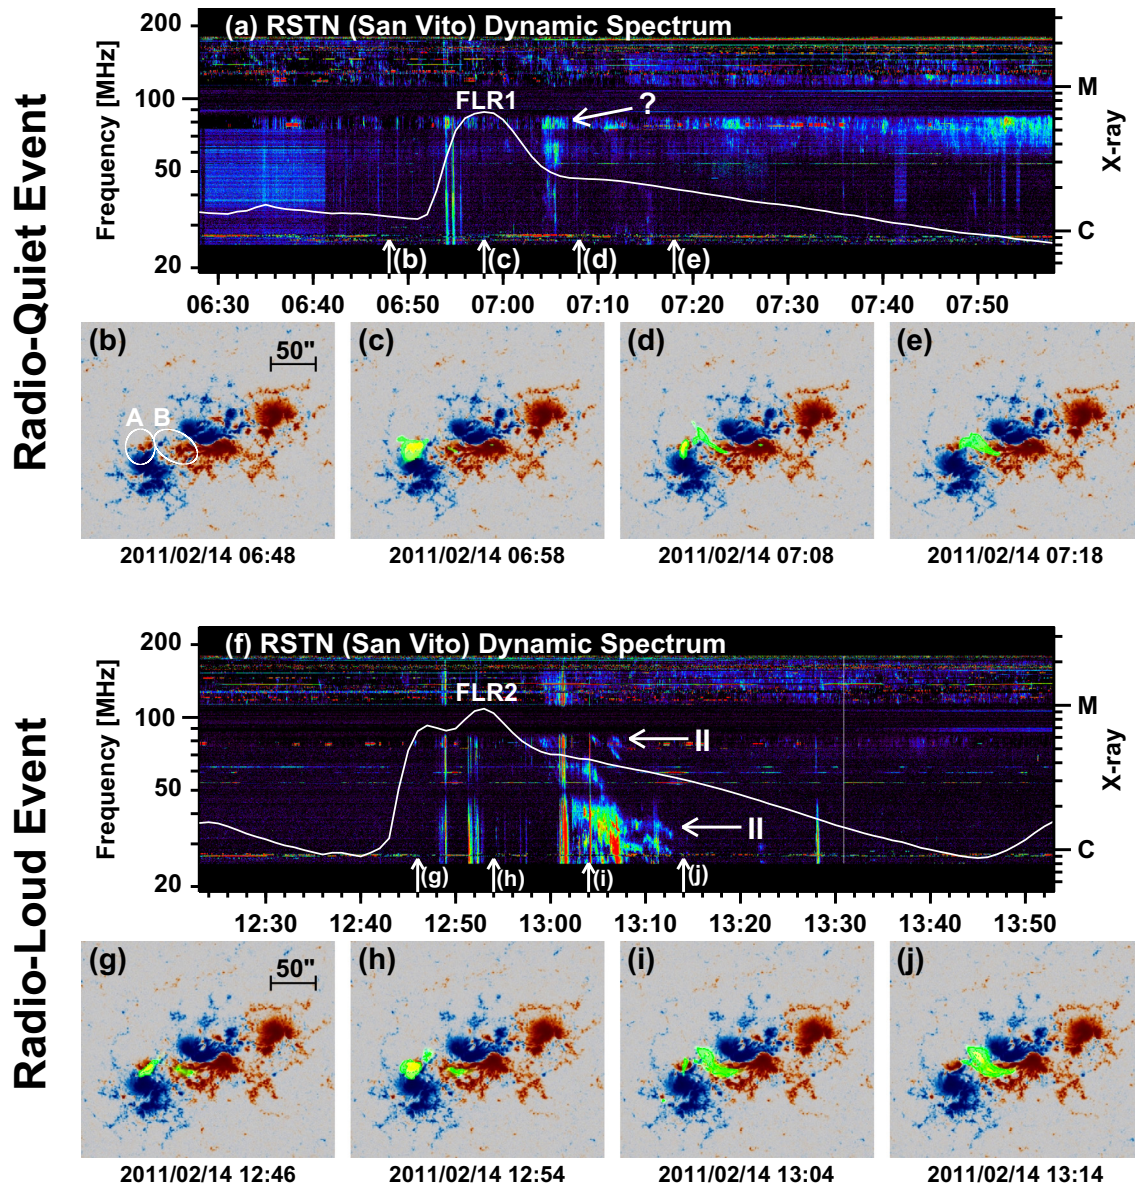 Radio-Quiet Event
(a) RSTN (San Vito) Dynamic Spectrum
Frequency [MHz]
200
100
50
20
FLR1
?
M
C
X-ray
(b)
(c)
(d)
(e)
06:30
06:40
06:50
07:00
07:10
07:20
07:30
07:40
07:50
(b)
50"
A B
2011/02/14 06:48
(c)
2011/02/14 06:58
(d)
2011/02/14 07:08
(e)
2011/02/14 07:18
Radio-Loud Event
(f) RSTN (San Vito) Dynamic Spectrum
Frequency [MHz]
200
100
50
20
FLR2
II
II
M
C
X-ray
(g)
(h)
(i)
(j)
12:30
12:40
12:50
13:00
13:10
13:20
13:30
13:40
13:50
(g)
50"
2011/02/14 12:46
(h)
2011/02/14 12:54
(i)
2011/02/14 13:04
(j)
2011/02/14 13:14